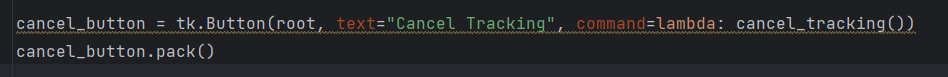 cancel_button = tk.Button(root, text="Cancel Tracking", command=lambda: cancel_tracking())
cancel_button.pack()